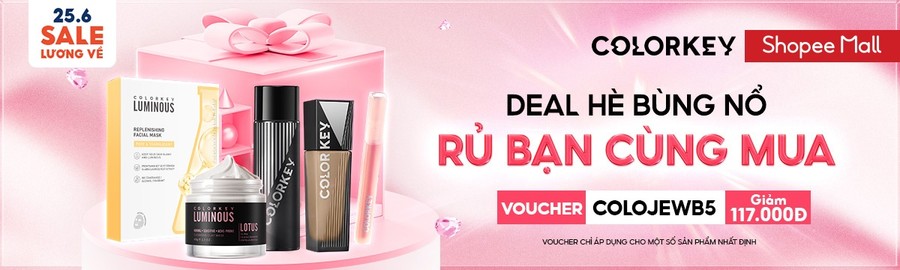 25.6
SALE
LƯƠNG VỀ
COLORKEY
Shopee Mall
DEAL HÈ BÙNG NỔ
RỦ BẠN CÙNG MUA
VOUCHER
COLOJEWB5
Giảm
117.000Đ
VOUCHER CHỈ ÁP DỤNG CHO MỘT SỐ SẢN PHẨM NHẤT ĐỊNH
COLORKEY
LUMINOUS
REPLENISHING
FACIAL MASK
COLORKEY
LUMINOUS
LOTUS
COLORKEY
COLORKEY